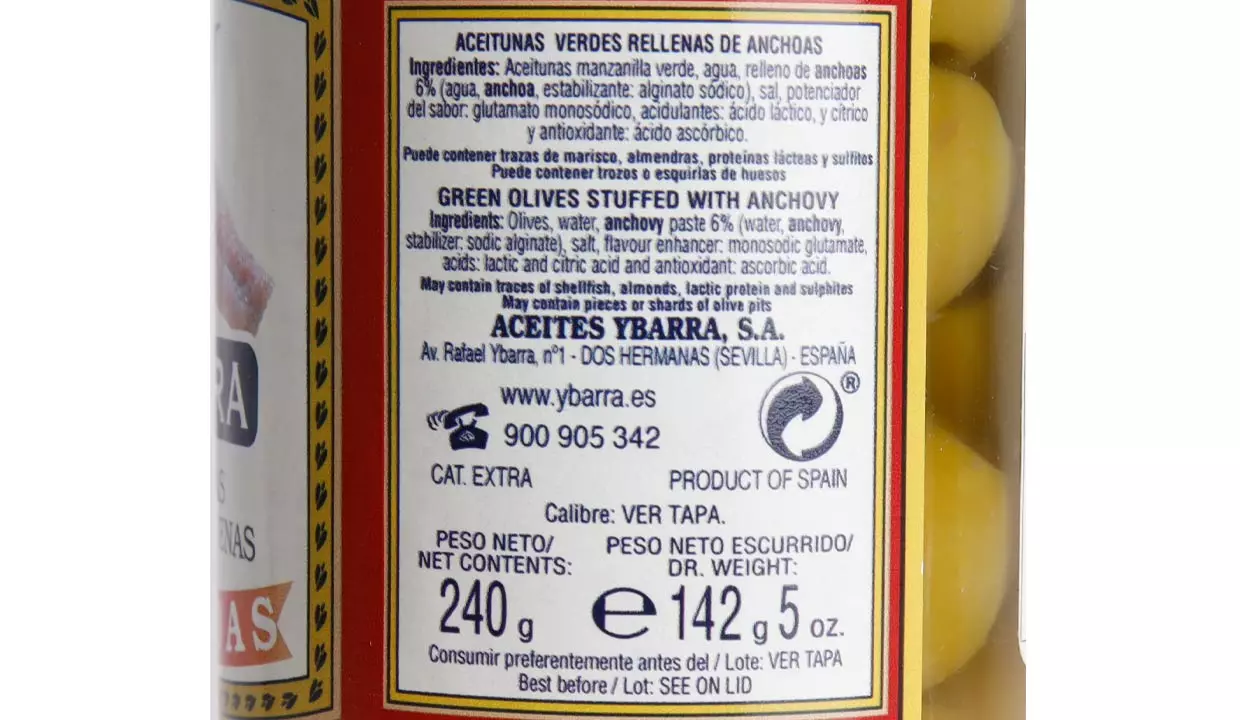 ACEITUNAS VERDES RELLENAS DE ANCHOAS
Ingredientes: Aceitunas manzanilla verde, agua, relleno de anchoas
6% (agua, anchoa, estabilizante: alginato sódico), sal, potenciador
del sabor: glutamato monosódico, acidulantes: ácido láctico, y cítrico
y antioxidante: ácido ascórbico.
Puede contener trazas de marisco, almendras, proteínas lácteas y sulfitos
Puede contener trozos o esquirlas de huesos
GREEN OLIVES STUFFED WITH ANCHOVY
Ingredients: Olives, water, anchovy paste 6% (water, anchovy,
stabilizer: sodic alginate), salt, flavour enhancer: monosodic glutamate,
acids: lactic and citric acid and antioxidant: ascorbic acid.
May contain traces of shellfish, almonds, lactic protein and sulphites
May contain pieces or shards of olive pits
ACEITES YBARRA, S.A.
Av. Rafael Ybarra, nº1 - DOS HERMANAS (SEVILLA) - ESPAÑA
www.ybarra.es
®
900 905 342
CAT. EXTRA PRODUCT OF SPAIN
Calibre: VER TAPA.
PESO NETO/ PESO NETO ESCURRIDO/
NET CONTENTS: DR. WEIGHT:
240 g e 142 g 5 oz.
Consumir preferentemente antes del / Lote: VER TAPA
Best before / Lot: SEE ON LID
RA
ENAS
AS